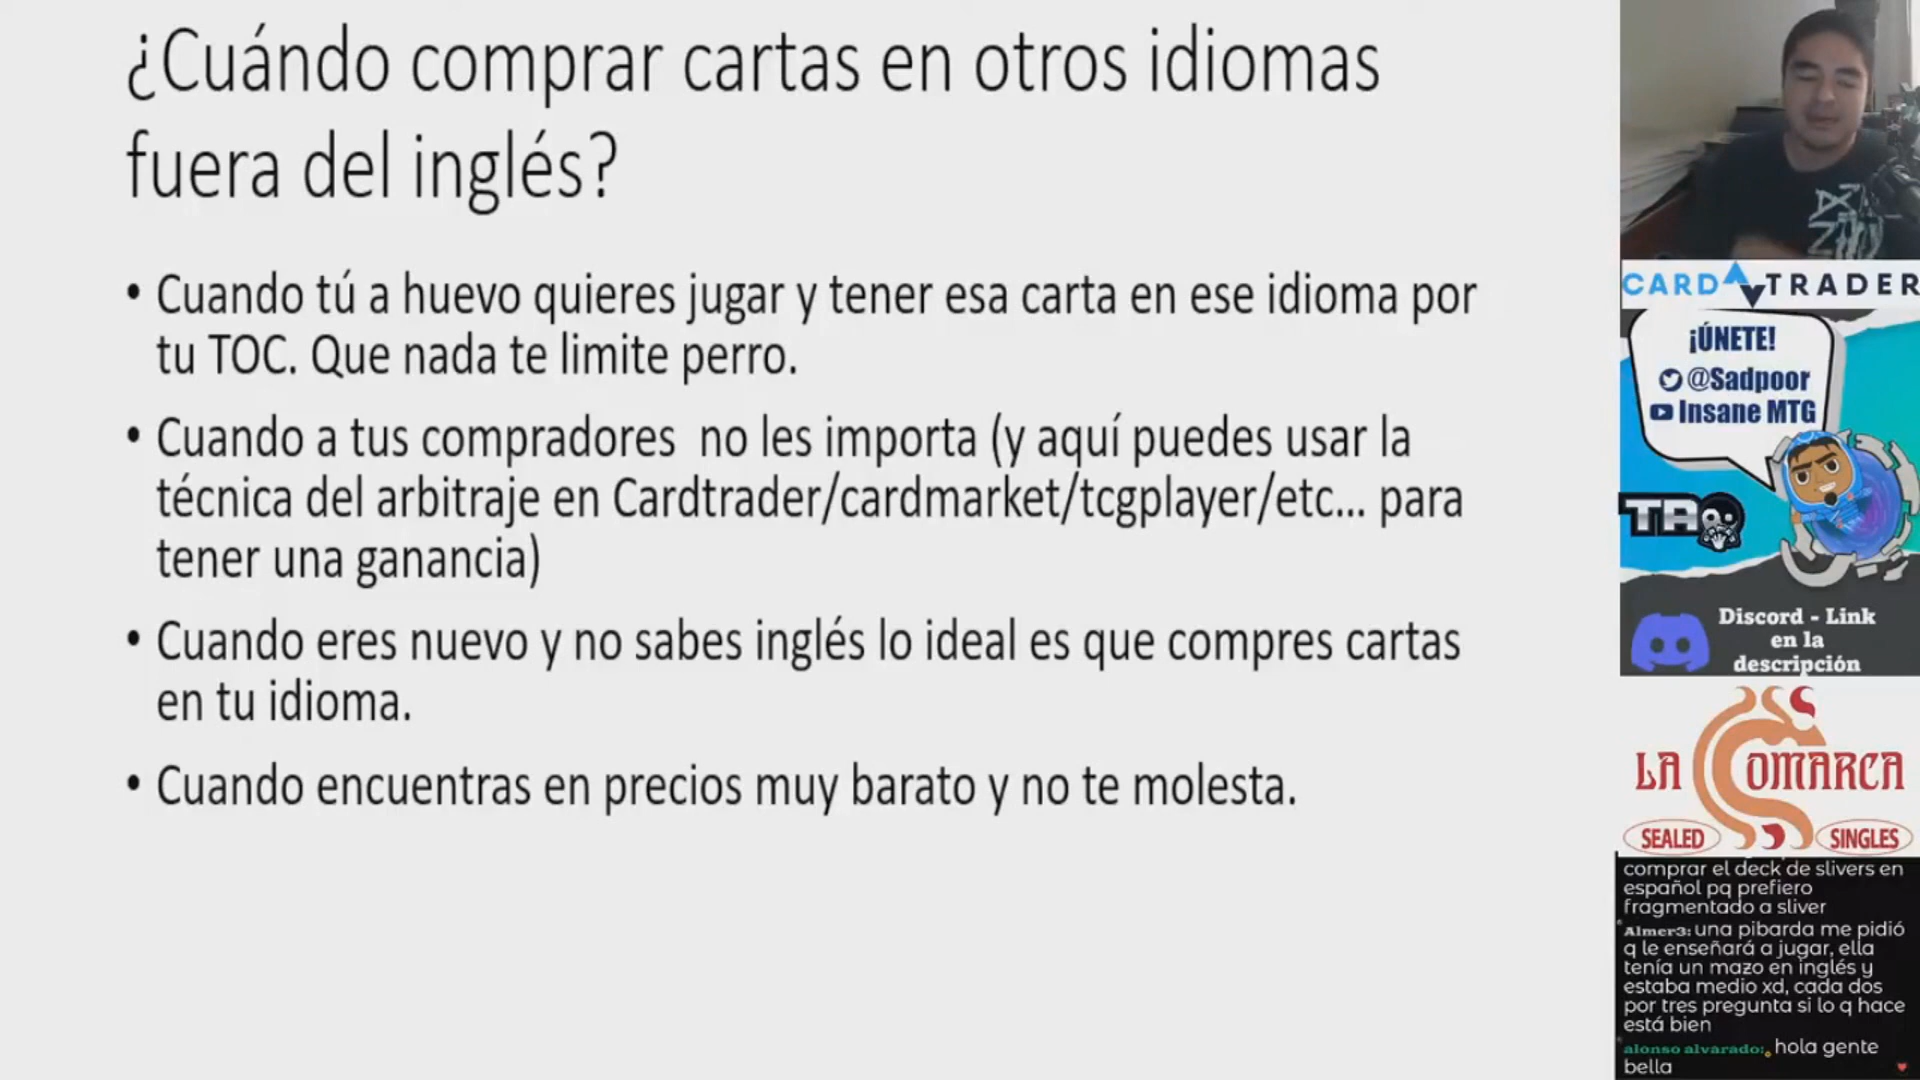 ¿Cuándo comprar cartas en otros idiomas
fuera del inglés?
• Cuando tú a huevo quieres jugar y tener esa carta en ese idioma por
tu TOC. Que nada te limite perro.
• Cuando a tus compradores  no les importa (y aquí puedes usar la
técnica del arbitraje en Cardtrader/cardmarket/tcgplayer/etc... para
tener una ganancia)
• Cuando eres nuevo y no sabes inglés lo ideal es que compres cartas
en tu idioma.
• Cuando encuentras en precios muy barato y no te molesta.
CARD TRADER
¡ÚNETE!
@Sadpoor
Insane MTG
Discord - Link
en la
descripción
LA COMARCA
SEALED SINGLES
comprar el deck de slivers en
español pq prefiero
fragmentado a sliver
Almer3: una pibarda me pidió
q le enseñará a jugar, ella
tenía un mazo en inglés y
estaba medio xd, cada dos
por tres pregunta si lo q hace
está bien
alonso alvarado: hola gente
bella